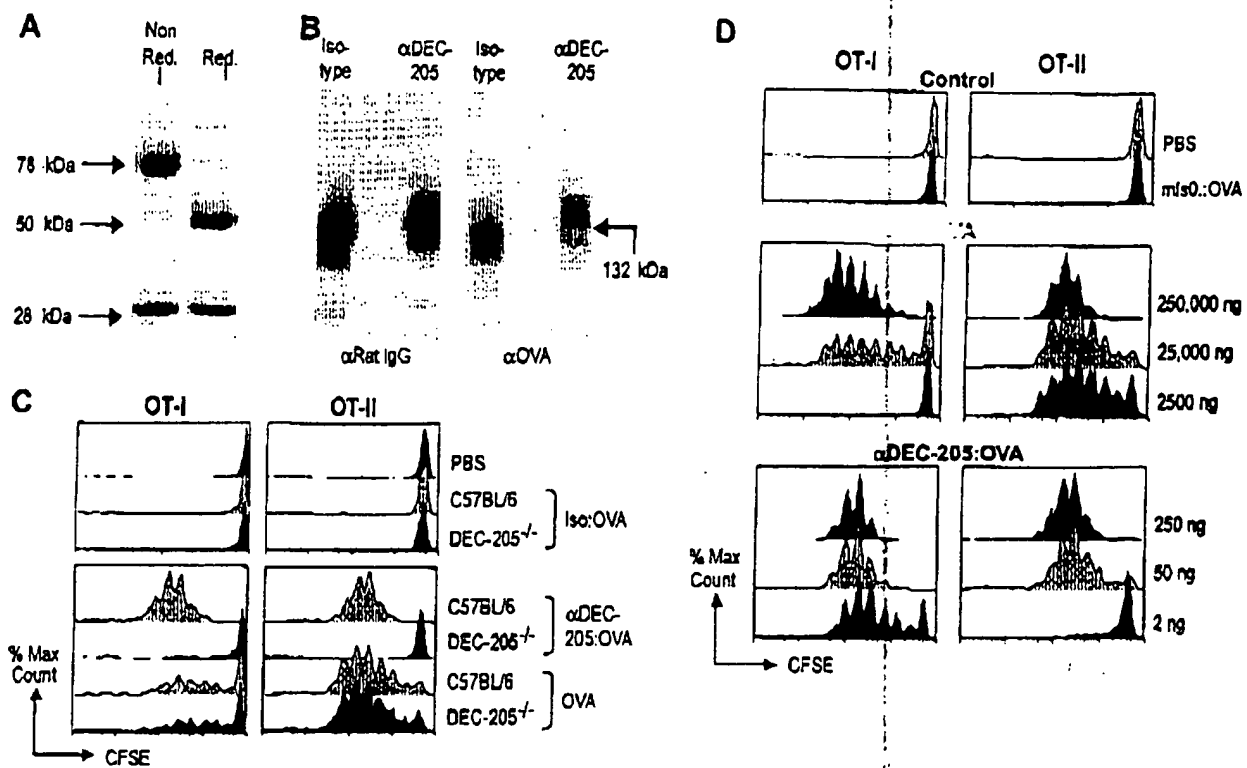 A
Non
Red.
Red.
78 kDa
50 kDa
28 kDa
B
Iso-
type
αDEC-
205
Iso-
type
αDEC-
205
132 kDa
αRat IgG
αOVA
C
OT-I
OT-II
PBS
C57BL/6
DEC-205-/-
Iso:OVA
C57BL/6
DEC-205-/-
αDEC-
205:OVA
C57BL/6
DEC-205-/-
OVA
% Max
Count
CFSE
D
OT-I
OT-II
Control
PBS
mIs0.:OVA
250,000 ng
25,000 ng
2500 ng
αDEC-205:OVA
250 ng
50 ng
2 ng
% Max
Count
CFSE